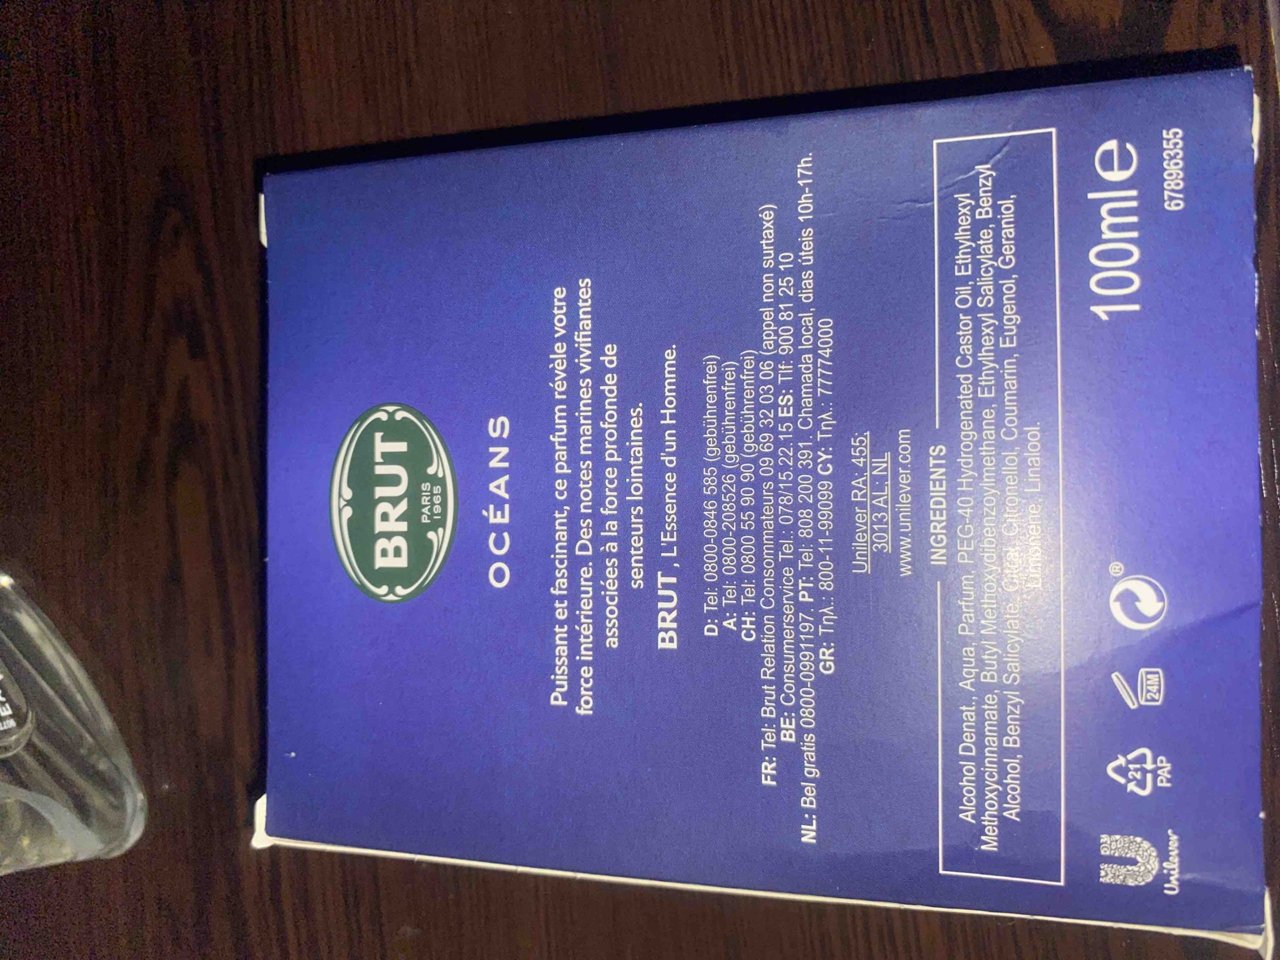 BRUT
PARIS
1965
OCÉANS
Puissant et fascinant, ce parfum révèle votre
force intérieure. Des notes marines vivifiantes
associées à la force profonde de
senteurs lointaines.
BRUT, L'Essence d'un Homme.
D: Tel: 0800-0846 585 (gebührenfrei)
A: Tel: 0800-208526 (gebührenfrei)
CH: Tel: 0800 55 90 90 (gebührenfrei)
FR: Tel: Brut Relation Consommateurs 09 69 32 03 06 (appel non surtaxé)
BE: Consumerservice Tel.: 078/15.22.15 ES: Tlf: 900 81 25 10
NL: Bel gratis 0800-0991197. PT: Tel: 808 200 391. Chamada local, dias úteis 10h-17h.
GR: Τηλ.: 800-11-99099 CY: Τηλ.: 77774000
Unilever RA, 455;
3013 AL; NL
www.unilever.com
INGREDIENTS
Alcohol Denat., Aqua, Parfum, PEG-40 Hydrogenated Castor Oil, Ethylhexyl
Methoxycinnamate, Butyl Methoxydibenzoylmethane, Ethylhexyl Salicylate, Benzyl
Alcohol, Benzyl Salicylate, Citral, Citronellol, Coumarin, Eugenol, Geraniol,
Limonene, Linalool.
Unilever
21
PAP
24M
®
100ml e
67896355